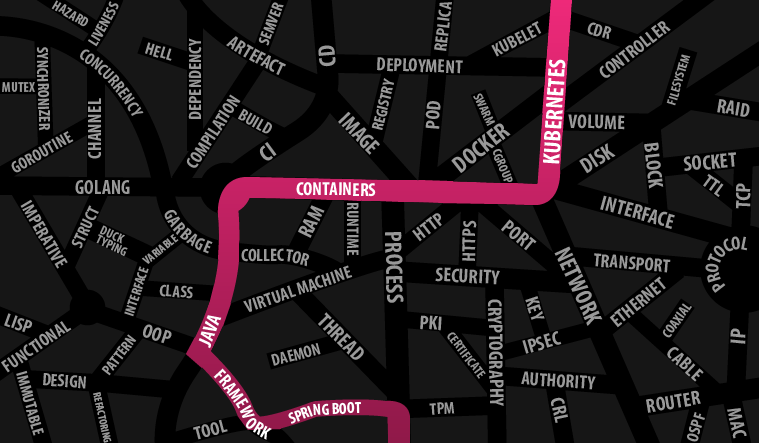 HAZARD
LIVENESS
SEMVER
REPLICA
CDR
CONTROLLER
KUBELET
HELL
DEPENDENCY
ARTEFACT
CD
DEPLOYMENT
KUBERNETES
FILESYSTEM
MUTEX
SYNCHRONIZER
CONCURRENCY
CHANNEL
COMPILATION
BUILD
CI
IMAGE
REGISTRY
POD
SWARM
DOCKER
CGROUP
VOLUME
RAID
GOROUTINE
DISK
BLOCK
SOCKET
TTL
TCP
GOLANG
CONTAINERS
IMPERATIVE
STRUCT
DUCK
TYPING
GARBAGE
VARIABLE
INTERFACE
COLLECTOR
RAM
RUNTIME
PROCESS
HTTP
HTTPS
PORT
INTERFACE
NETWORK
TRANSPORT
PROTOCOL
CLASS
VIRTUAL MACHINE
SECURITY
ETHERNET
COAXIAL
LISP
FUNCTIONAL
OOP
JAVA
THREAD
PKI
CERTIFICATE
CRYPTOGRAPHY
KEY
IPSEC
CABLE
IP
PATTERN
DAEMON
DESIGN
IMMUTABLE
REFACTORING
FRAMEWORK
SPRING BOOT
TOOL
TPM
AUTHORITY
CRL
ROUTER
OSPF
MAC